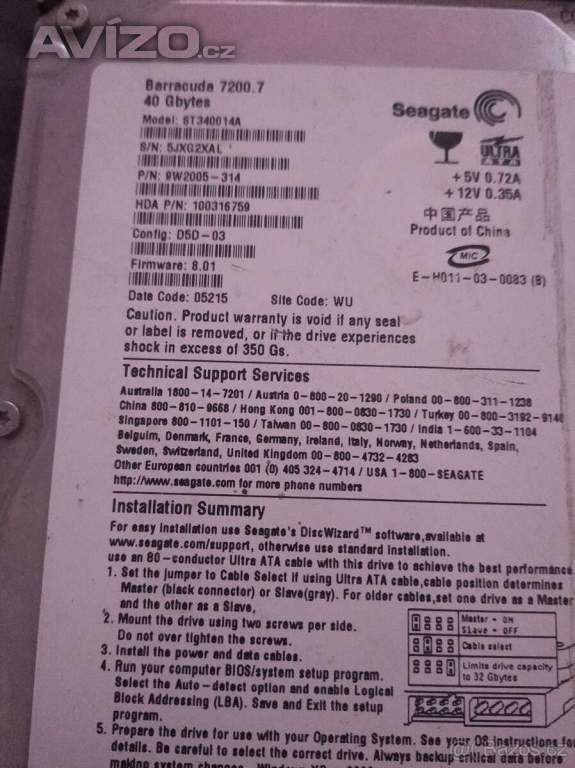 AVÍZO.cz
Barracuda 7200.7
40 Gbytes
Model: ST340014A
S/N: 5JXG2XAL
P/N: 9W2005-314
HDA P/N: 100316759
Config: D5D-03
Firmware: 8.01
Date Code: 05215 Site Code: WU
Seagate
ULTRA
ATA
+5V 0.72A
+12V 0.35A
中国产品
Product of China
MIC
E-H011-03-0083 (B)
Caution. Product warranty is void if any seal
or label is removed, or if the drive experiences
shock in excess of 350 Gs.
Technical Support Services
Australia 1800-14-7201 / Austria 0-800-20-1290 / Poland 00-800-311-1238
China 800-810-9668 / Hong Kong 001-800-0830-1730 / Turkey 00-800-3192-9140
Singapore 800-1101-150 / Taiwan 00-800-0830-1730 / India 1-600-33-1104
Belguim, Denmark, France, Germany, Ireland, Italy, Norway, Netherlands, Spain,
Sweden, Switzerland, United Kingdom 00-800-4732-4283
Other European countries 001 (0) 405 324-4714 / USA 1-800-SEAGATE
http://www.seagate.com for more phone numbers
Installation Summary
For easy installation use Seagate's DiscWizard™ software,available at
www.seagate.com/support, otherwise use standard installation.
use an 80-conductor Ultra ATA cable with this drive to achieve the best performance
1. Set the jumper to Cable Select if using Ultra ATA cable,cable position determines
Master (black connector) or Slave(gray). For older cables,set one drive as a Master
and the other as a Slave,
2. Mount the drive using two screws per side.
Do not over tighten the screws.
3. Install the power and data cables.
4. Run your computer BIOS/system setup program.
Select the Auto-detect option and enable Logical
Block Addressing (LBA). Save and Exit the setup
program.
Master = ON
Slave = OFF
Cable select
Limits drive capacity
to 32 Gbytes
5. Prepare the drive for use with your Operating System. See your OS instructions for
details. Be careful to select the correct drive. Always backup critical data before
making system changes.